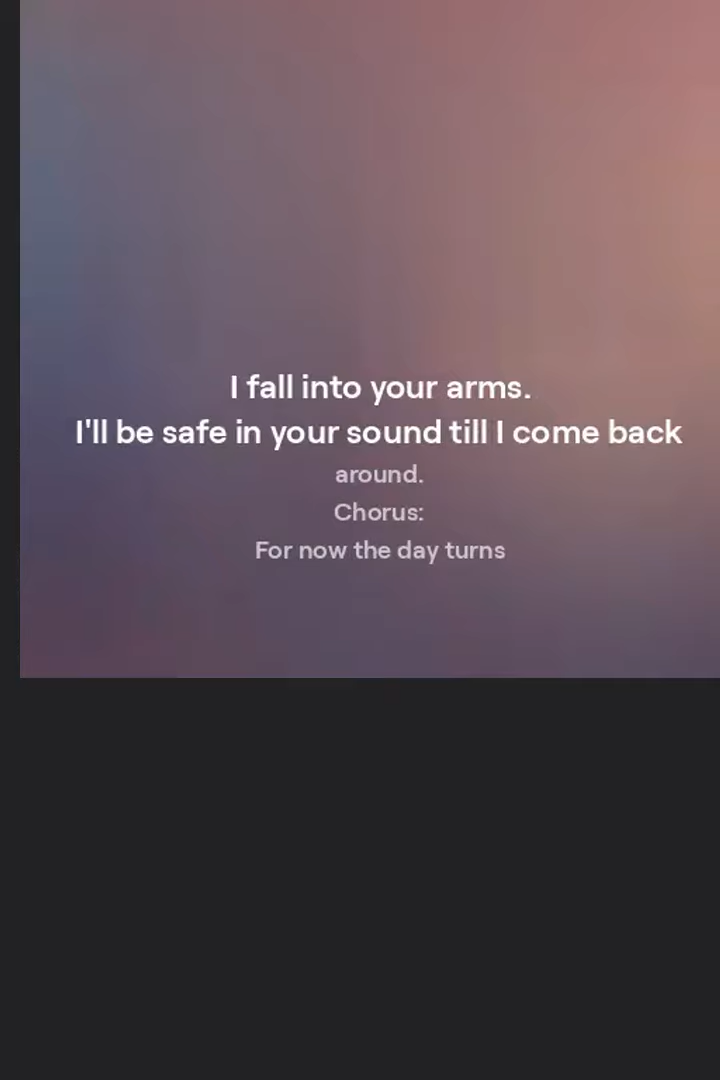 I fall into your arms.
I'll be safe in your sound till I come back
around.
Chorus:
For now the day turns